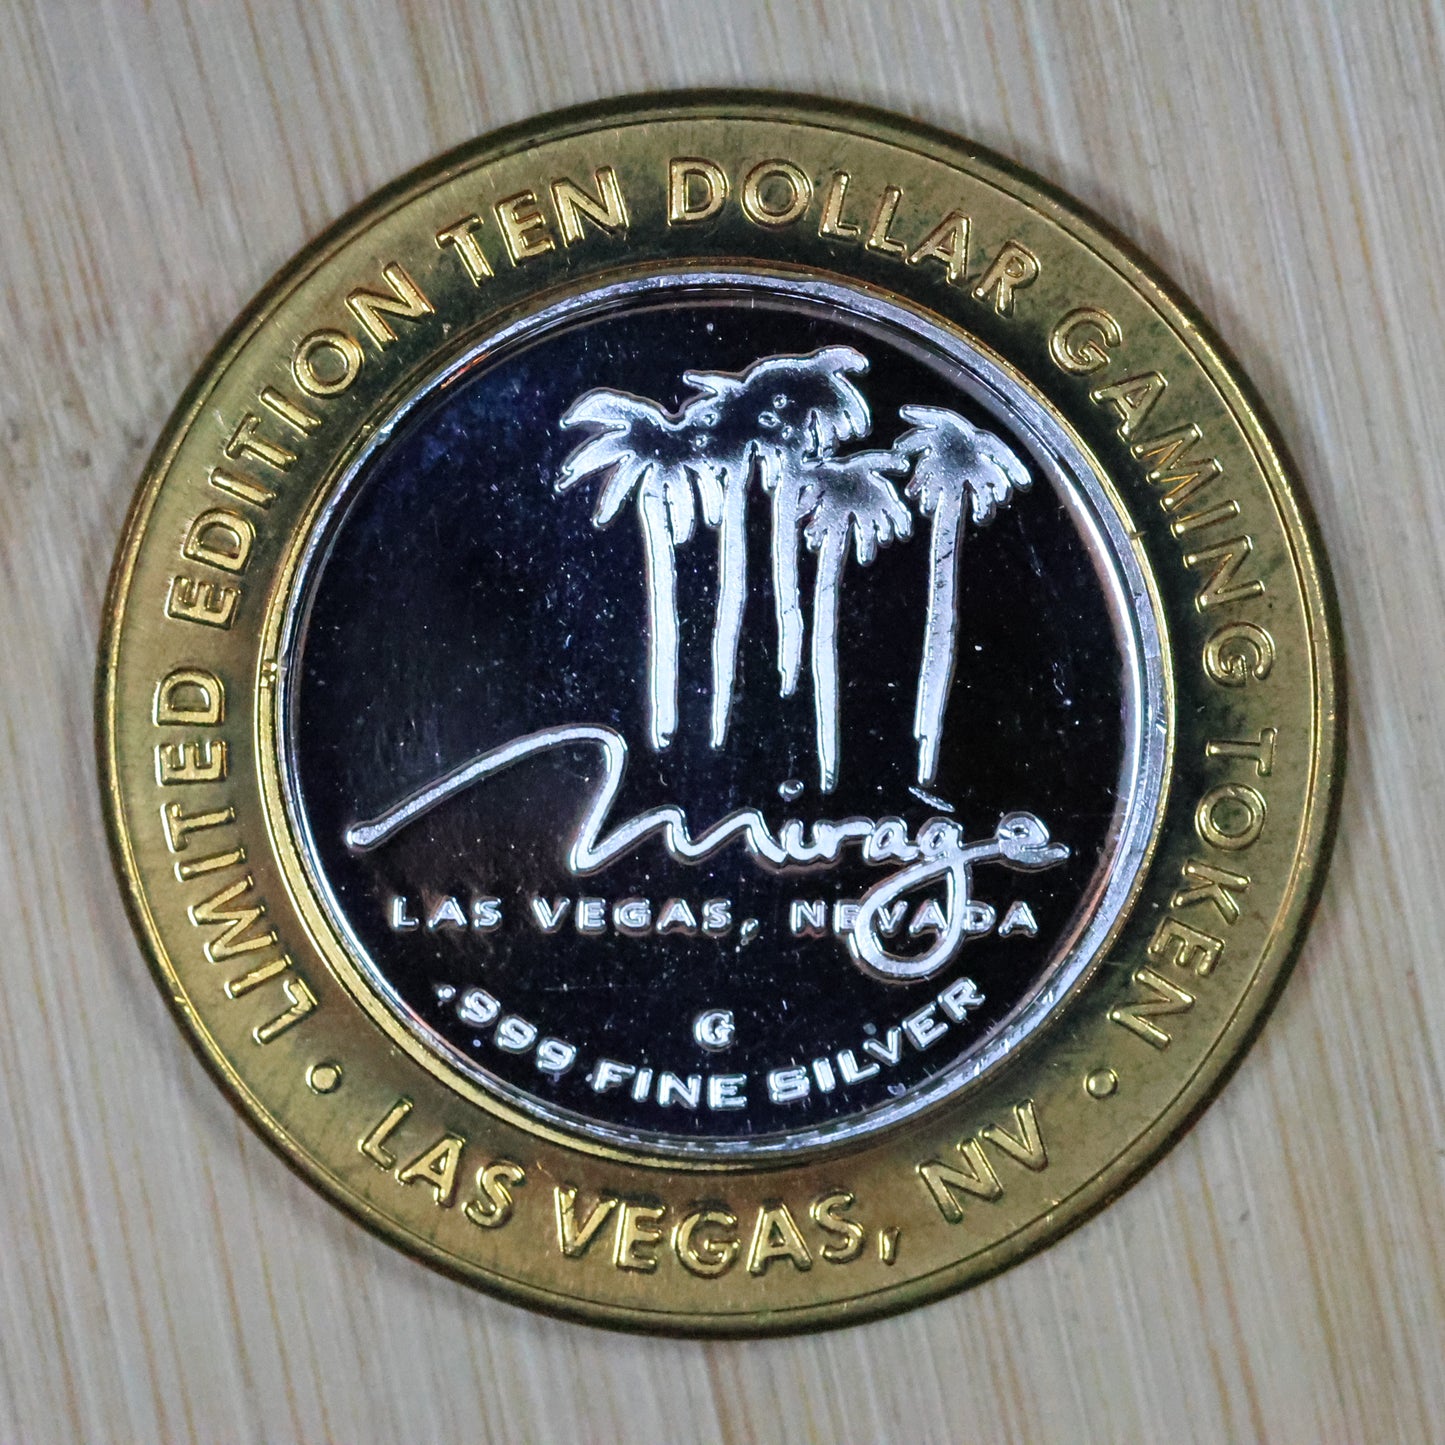 LIMITED EDITION TEN DOLLAR GAMING TOKEN
Mirage
LAS VEGAS, NEVADA
G
.999 FINE SILVER
• LAS VEGAS, NV •